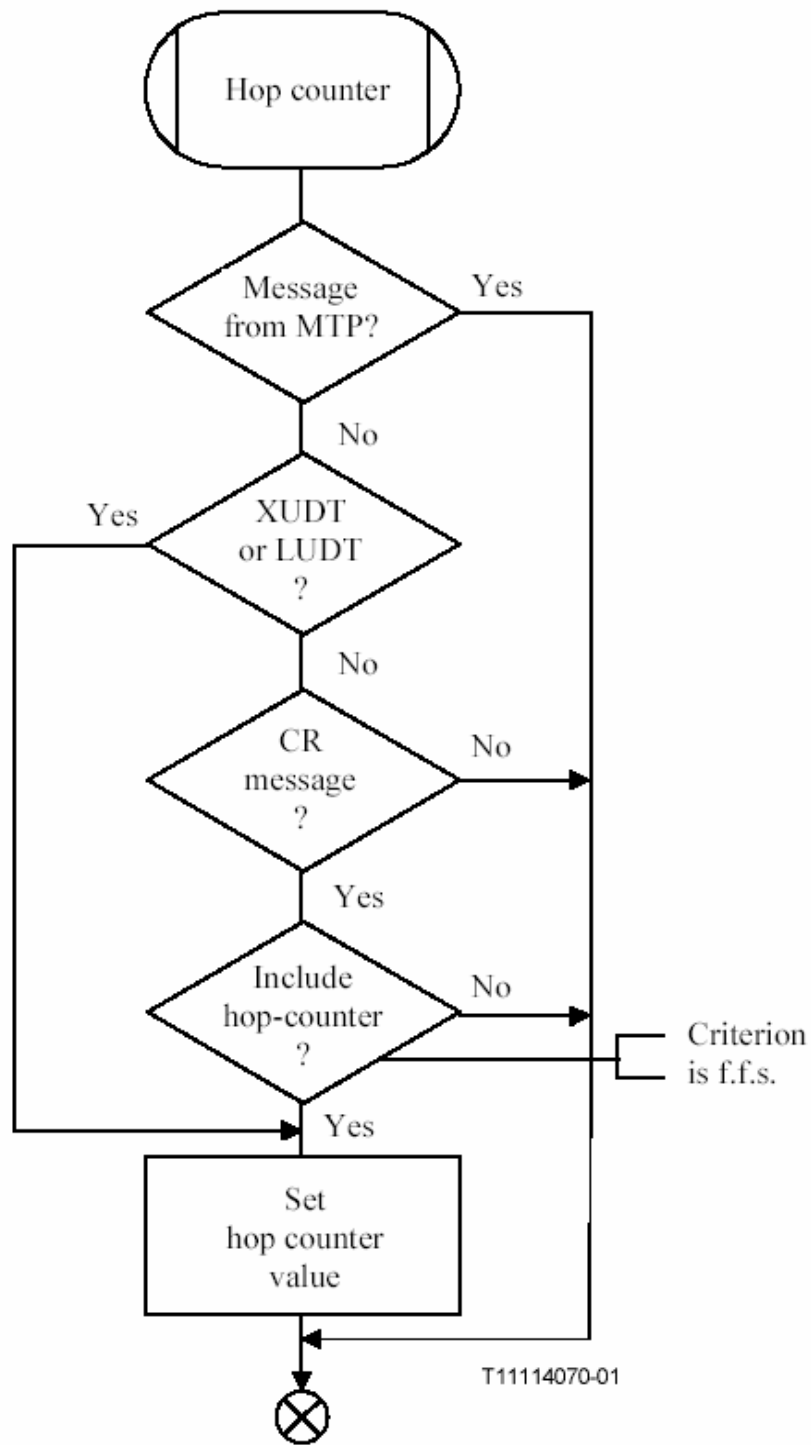 Hop counter
Message
from MTP?
Yes
No
Yes
XUDT
or LUDT
?
No
CR
message
?
No
Yes
Include
hop-counter
?
No
Criterion
is f.f.s.
Yes
Set
hop counter
value
T11114070-01